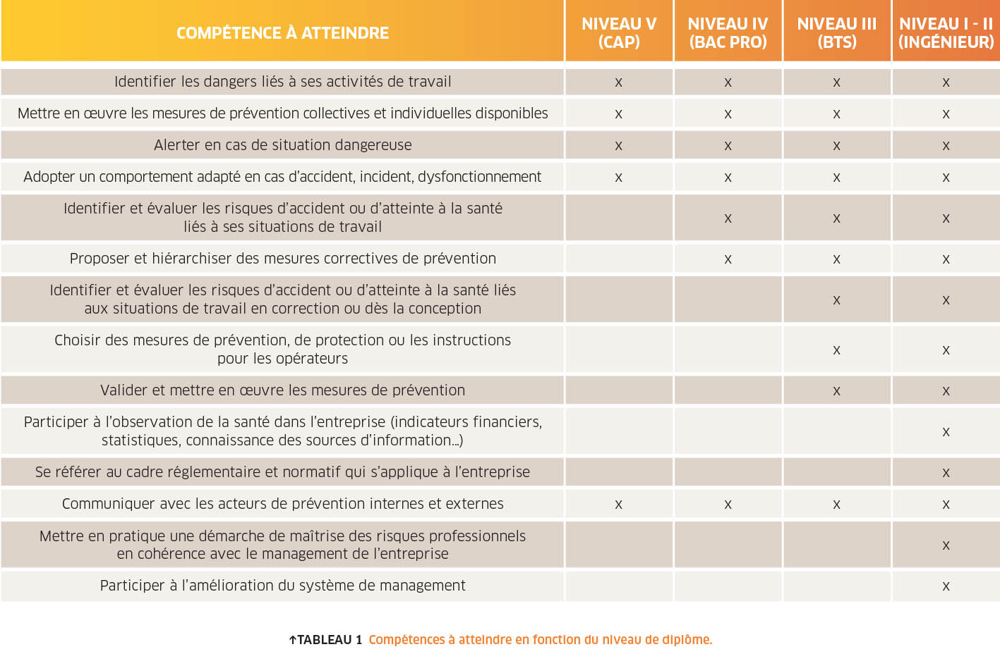 COMPÉTENCE À ATTEINDRE
NIVEAU V
(CAP)
NIVEAU IV
(BAC PRO)
NIVEAU III
(BTS)
NIVEAU I - II
(INGÉNIEUR)
Identifier les dangers liés à ses activités de travail x x x x
Mettre en œuvre les mesures de prévention collectives et individuelles disponibles x x x x
Alerter en cas de situation dangereuse x x x x
Adopter un comportement adapté en cas d’accident, incident, dysfonctionnement x x x x
Identifier et évaluer les risques d’accident ou d’atteinte à la santé
liés à ses situations de travail
x x x
Proposer et hiérarchiser des mesures correctives de prévention x x x
Identifier et évaluer les risques d’accident ou d’atteinte à la santé liés
aux situations de travail en correction ou dès la conception
x x
Choisir des mesures de prévention, de protection ou les instructions
pour les opérateurs
x x
Valider et mettre en œuvre les mesures de prévention x x
Participer à l’observation de la santé dans l’entreprise (indicateurs financiers,
statistiques, connaissance des sources d’information...)
x
Se référer au cadre réglementaire et normatif qui s’applique à l’entreprise x
Communiquer avec les acteurs de prévention internes et externes x x x x
Mettre en pratique une démarche de maîtrise des risques professionnels
en cohérence avec le management de l’entreprise
x
Participer à l’amélioration du système de management x
↑TABLEAU 1 Compétences à atteindre en fonction du niveau de diplôme.